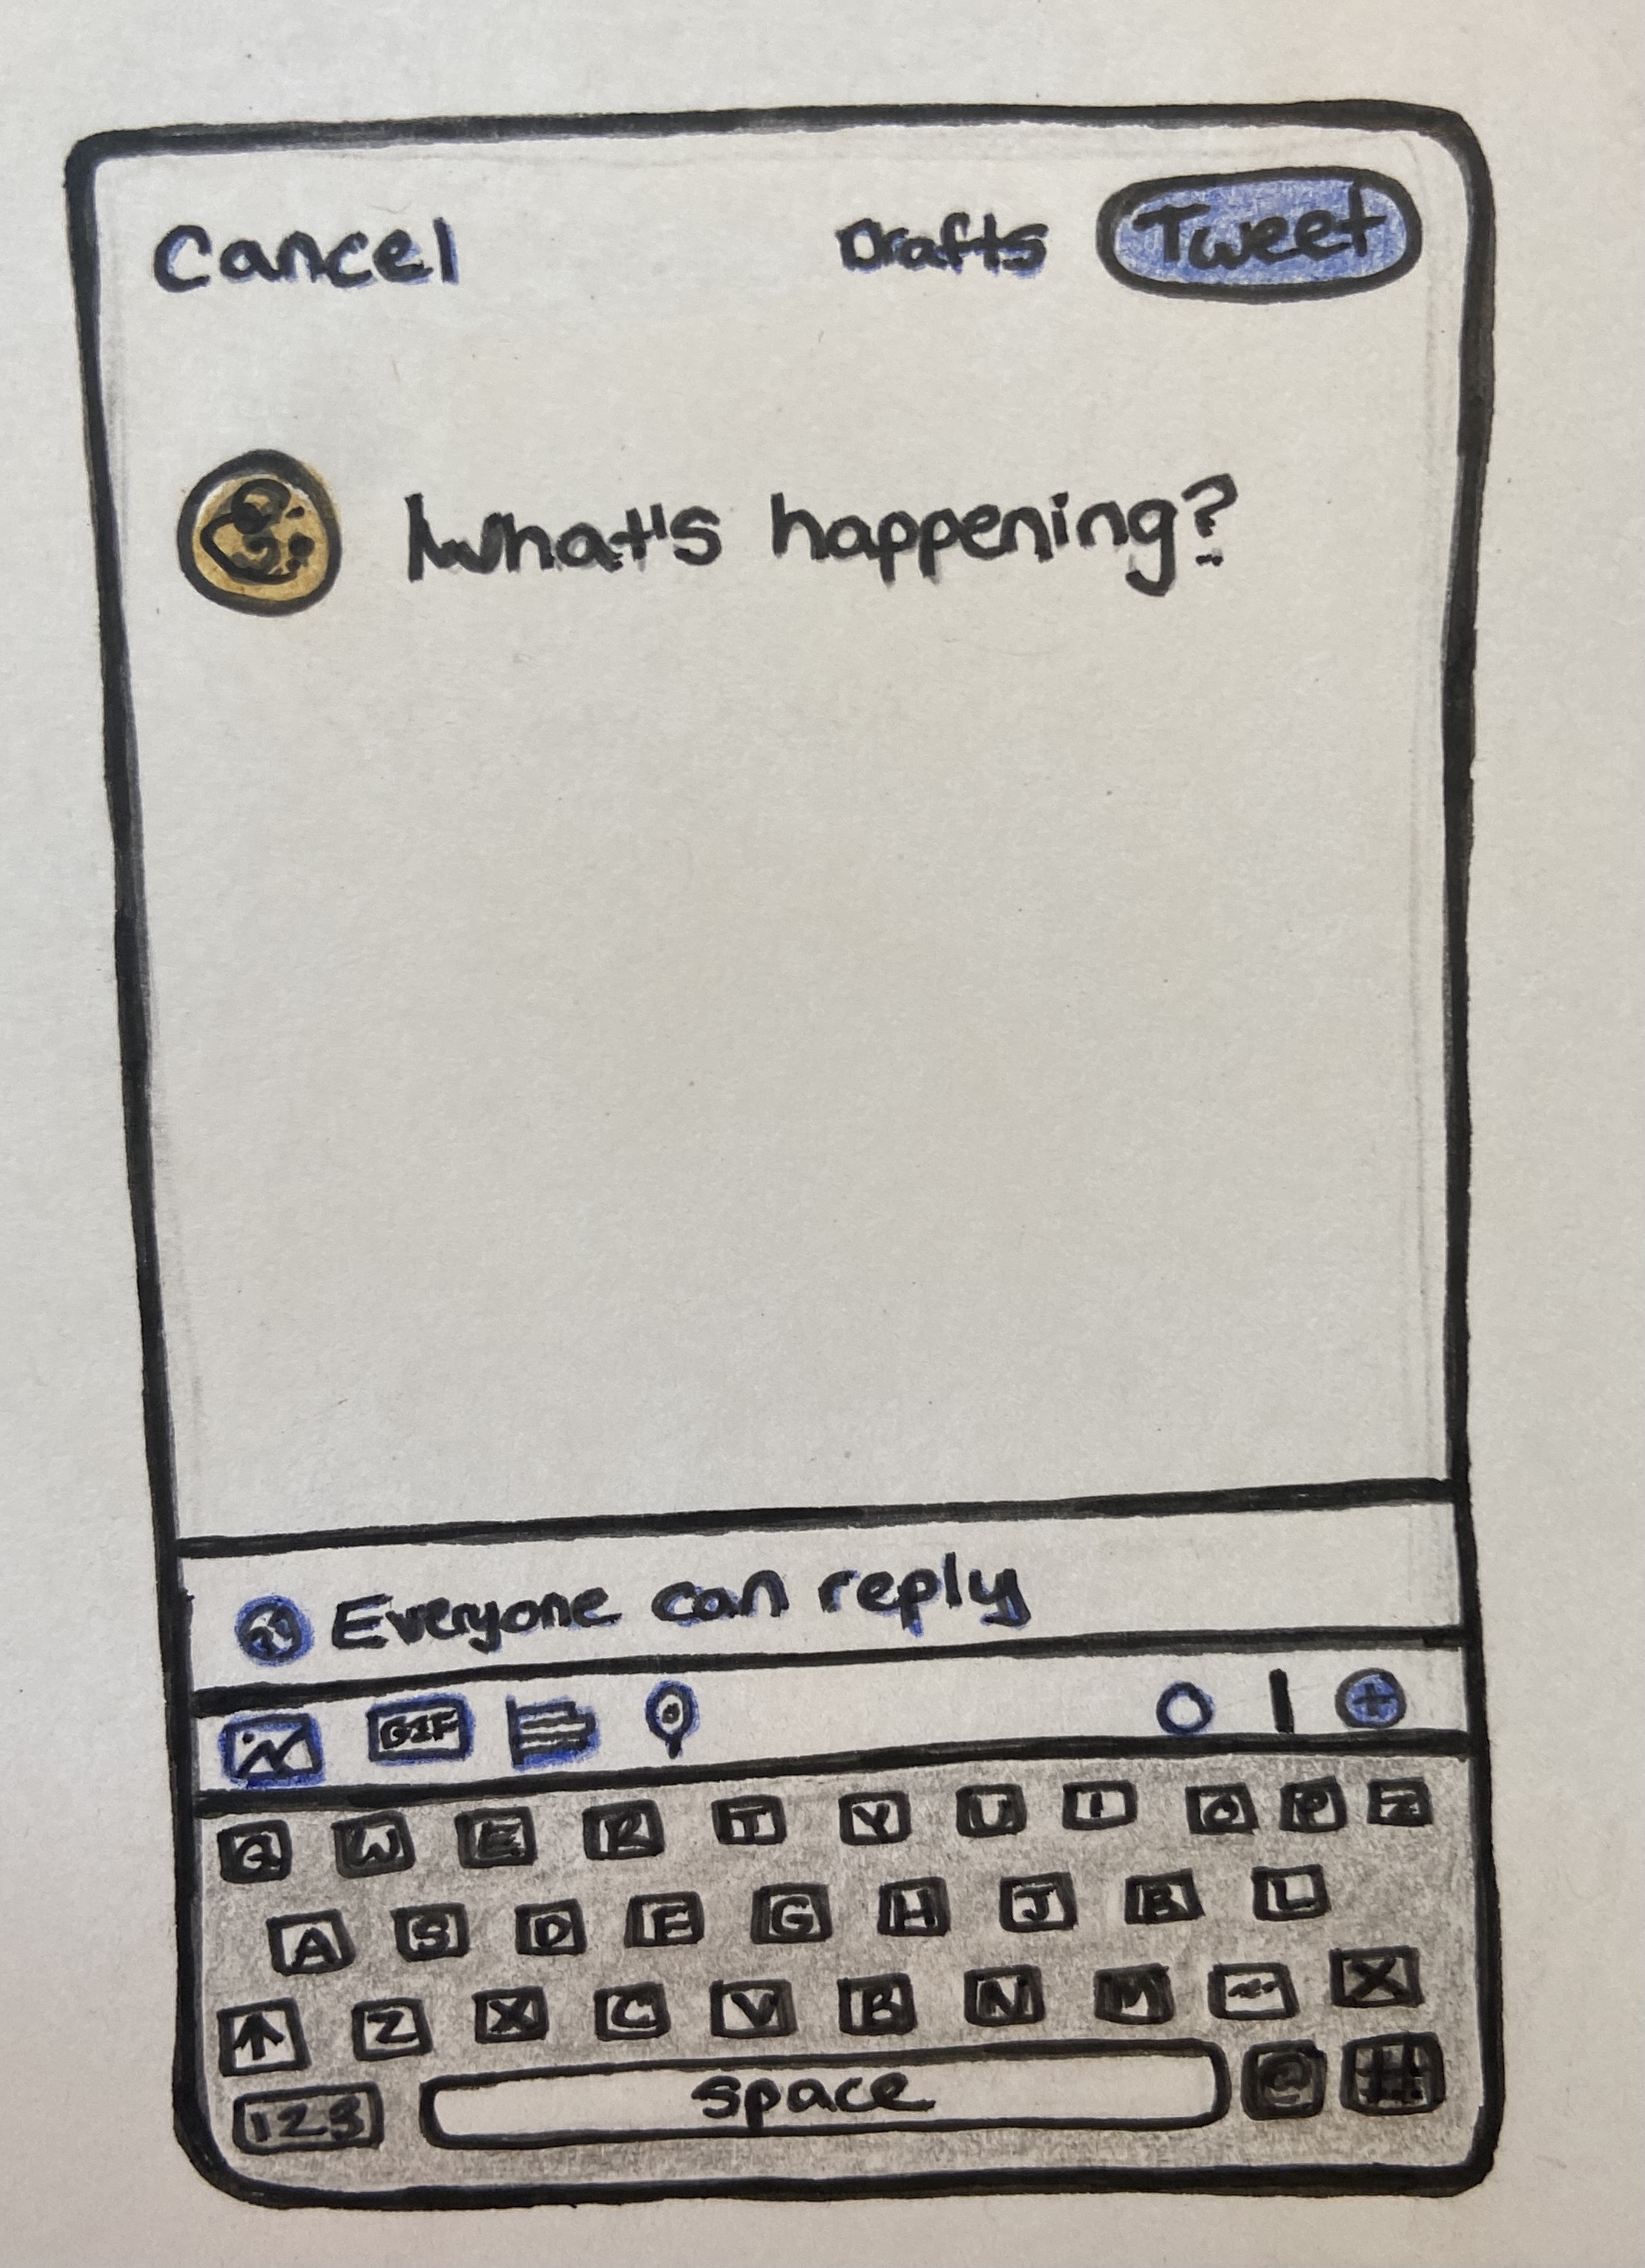 Cancel Drafts Tweet
What's happening?
Everyone can reply
GIF
Q W E R T Y U I O P
A S D F G H J L
Z X C V B N M X
123 space @ #